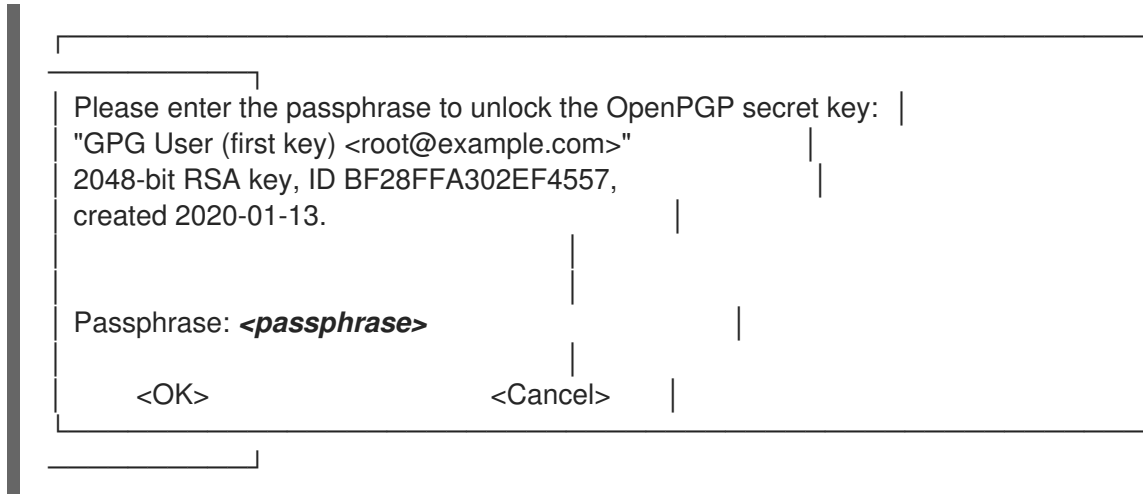 Please enter the passphrase to unlock the OpenPGP secret key:
"GPG User (first key) <root@example.com>"
2048-bit RSA key, ID BF28FFA302EF4557,
created 2020-01-13.
Passphrase: <passphrase>
<OK> <Cancel>